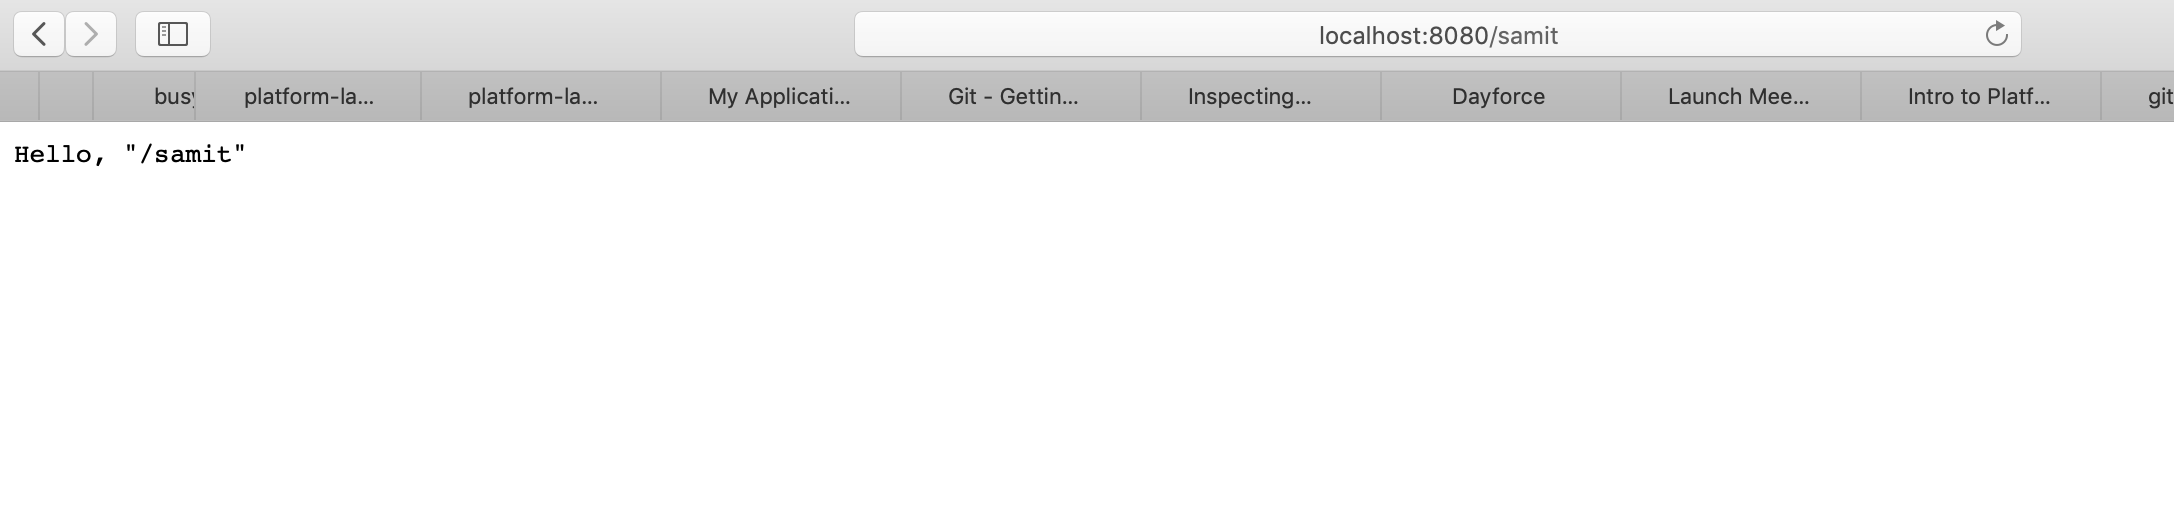 localhost:8080/samit
busy platform-la... platform-la... My Applicati... Git - Gettin... Inspecting... Dayforce Launch Mee... Intro to Platf... git
Hello, "/samit"